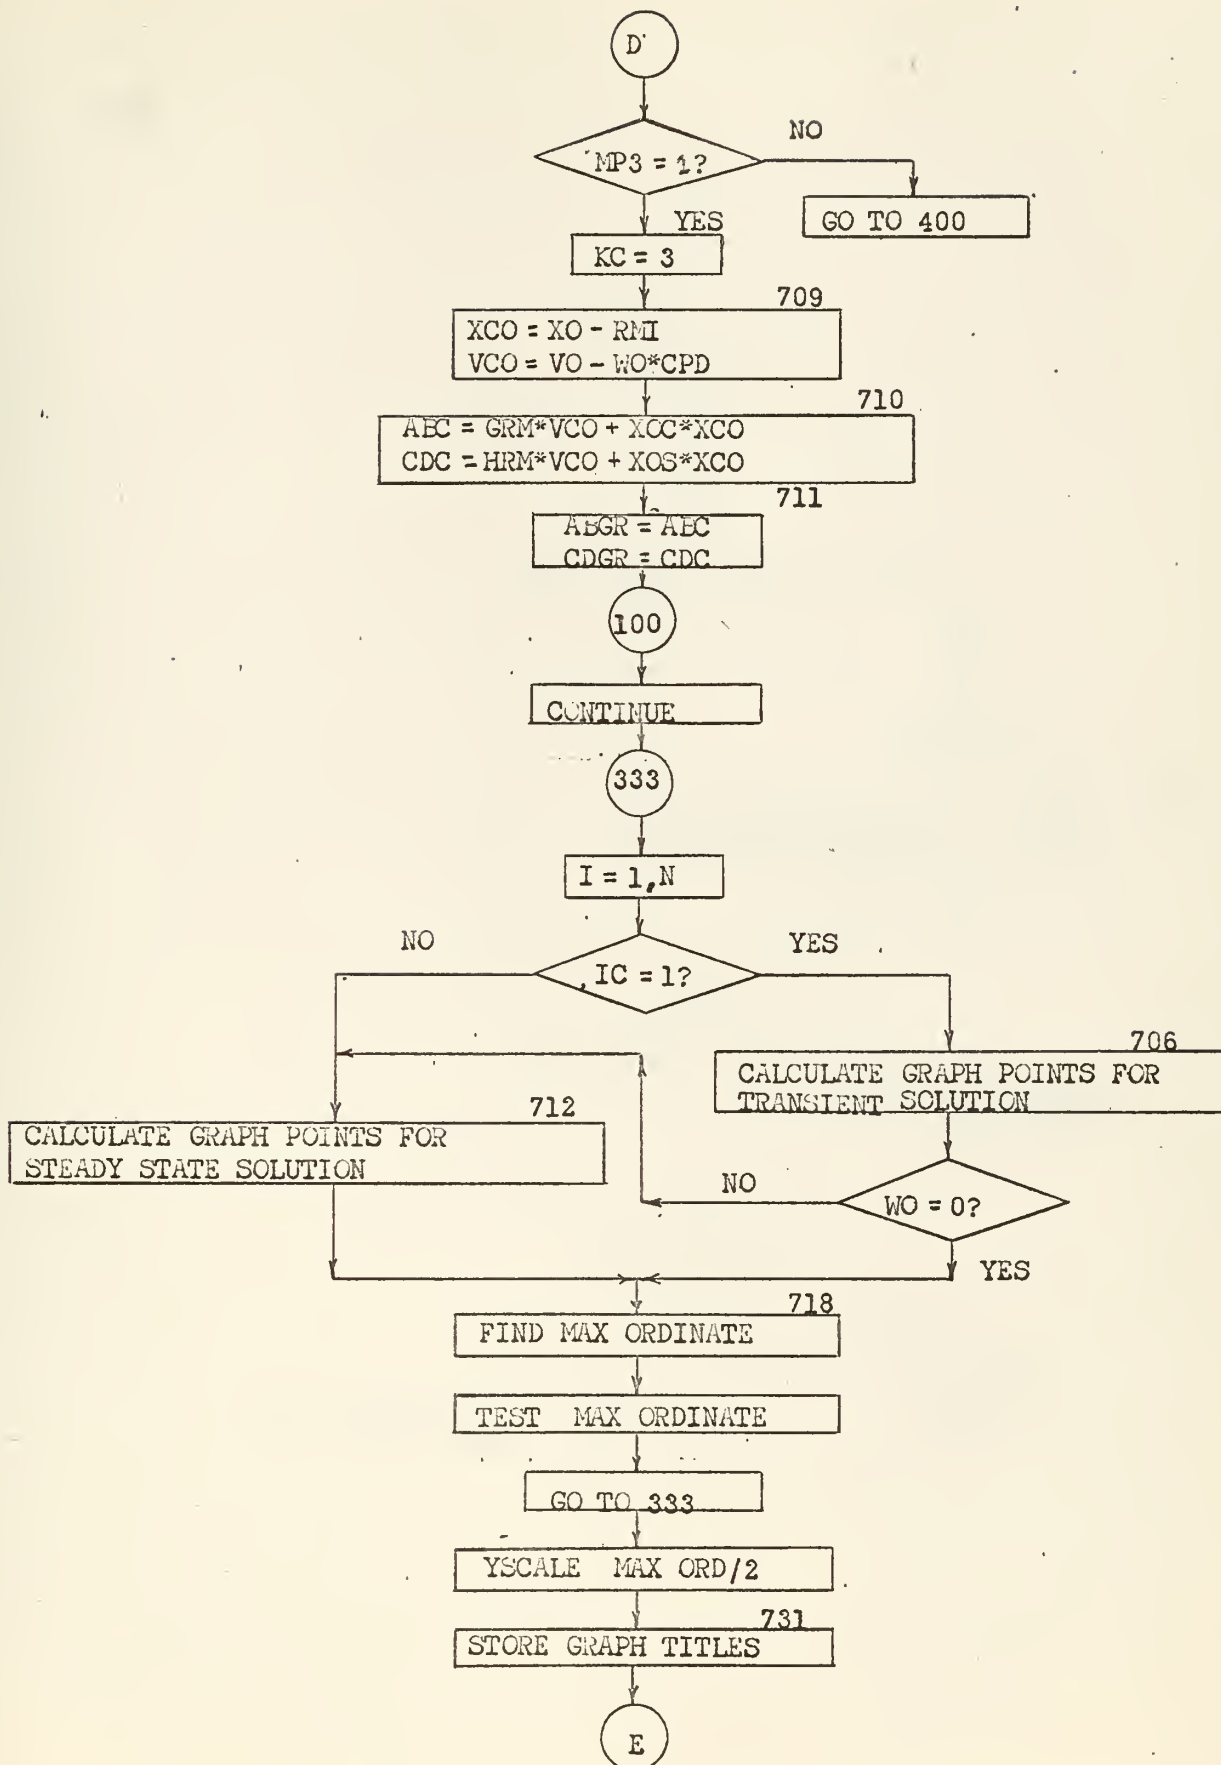 D
MP3 = 1?
NO
GO TO 400
YES
KC = 3
709
XCO = XO - RMI
VCO = VO - WO*CPD
710
ABC = GRM*VCO + XOC*XCO
CDC = HRM*VCO + XOS*XCO
711
ABGR = ABC
CDGR = CDC
100
CONTINUE
333
I = 1,N
NO
IC = 1?
YES
706
CALCULATE GRAPH POINTS FOR
TRANSIENT SOLUTION
712
CALCULATE GRAPH POINTS FOR
STEADY STATE SOLUTION
NO
WO = 0?
YES
718
FIND MAX ORDINATE
TEST MAX ORDINATE
GO TO 333
YSCALE MAX ORD/2
731
STORE GRAPH TITLES
E